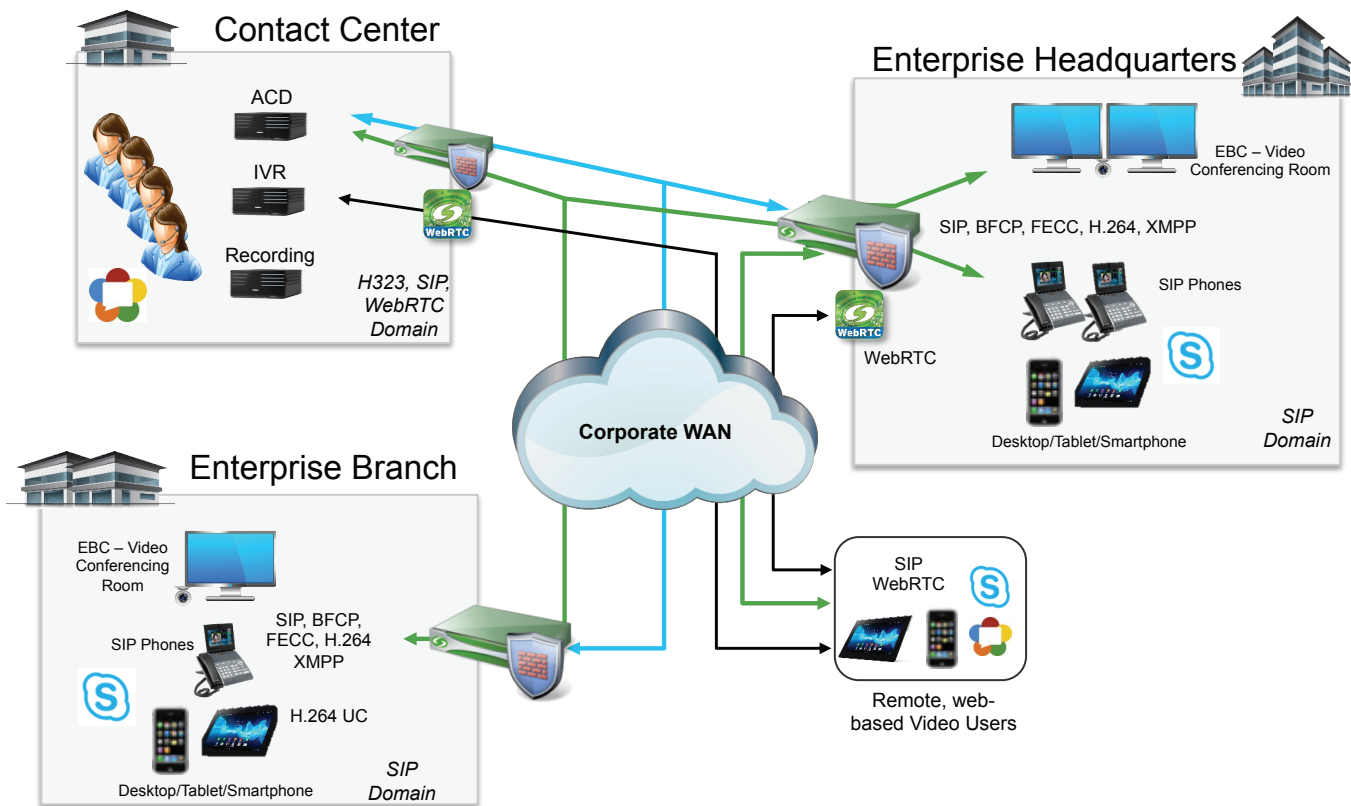 Contact Center
ACD
IVR
Recording
H323, SIP,
WebRTC
Domain
WebRTC
Enterprise Headquarters
EBC – Video
Conferencing Room
SIP, BFCP, FECC, H.264, XMPP
SIP Phones
WebRTC
WebRTC
Desktop/Tablet/Smartphone
SIP
Domain
Corporate WAN
Enterprise Branch
EBC – Video
Conferencing
Room
SIP Phones
SIP, BFCP,
FECC, H.264
XMPP
H.264 UC
Desktop/Tablet/Smartphone
SIP
Domain
SIP
WebRTC
Remote, web-
based Video Users